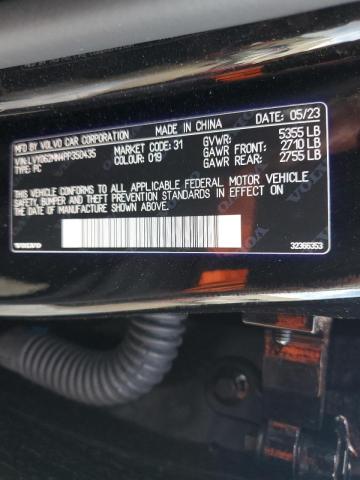 MFD BY VOLVO CAR CORPORATION MADE IN CHINA DATE: 05/23
VIN: LVY062MN4PP350435 MARKET CODE: 31 GVWR: 5355 LB
TYPE: PC COLOUR: 019 GAWR FRONT: 2710 LB
GAWR REAR: 2755 LB
THIS VEHICLE CONFORMS TO ALL APPLICABLE FEDERAL MOTOR VEHICLE
SAFETY, BUMPER AND THEFT PREVENTION STANDARDS IN EFFECT ON
THE DATE OF MANUFACTURE SHOWN ABOVE.
VOLVO 32366353